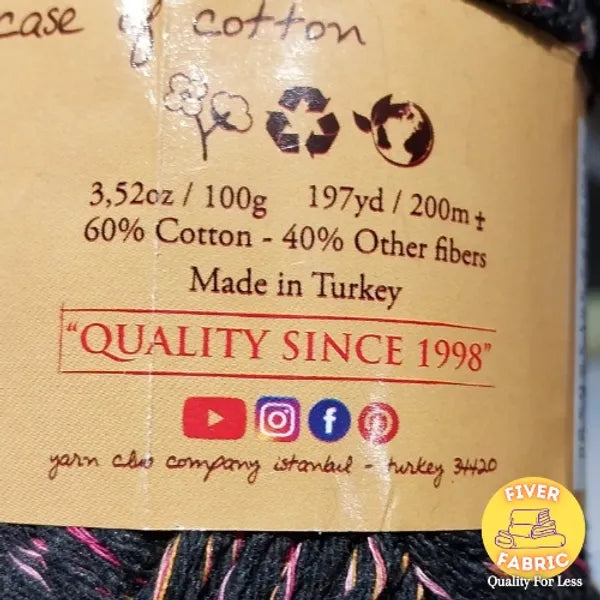 case of cotton
3,52oz / 100g 197yd / 200m ‡
60% Cotton - 40% Other fibers
Made in Turkey
“QUALITY SINCE 1998”
yarn club company istanbul - turkey 34420
FIVER
FABRIC
Quality For Less